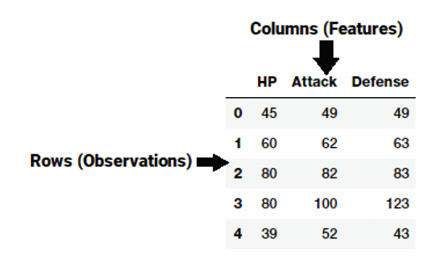 Columns (Features)
HP Attack Defense
0 45 49 49
1 60 62 63
Rows (Observations)
2 80 82 83
3 80 100 123
4 39 52 43